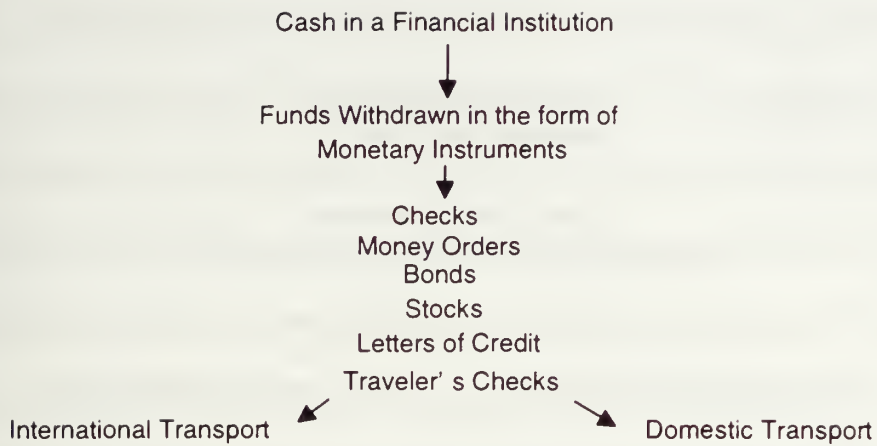 Cash in a Financial Institution
Funds Withdrawn in the form of
Monetary Instruments
Checks
Money Orders
Bonds
Stocks
Letters of Credit
Traveler' s Checks
International Transport Domestic Transport